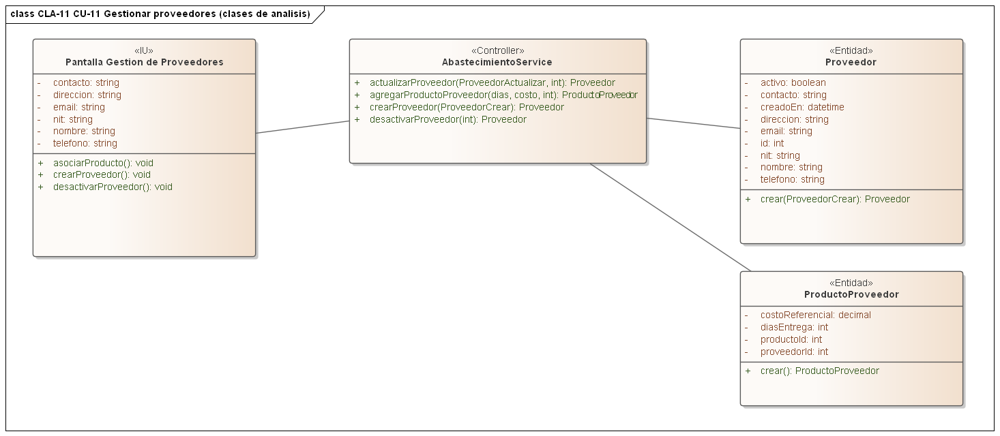 class CLA-11 CU-11 Gestionar proveedores (clases de analisis)
«IU»
Pantalla Gestion de Proveedores
- contacto: string
- direccion: string
- email: string
- nit: string
- nombre: string
- telefono: string
+ asociarProducto(): void
+ crearProveedor(): void
+ desactivarProveedor(): void
«Controller»
AbastecimientoService
+ actualizarProveedor(ProveedorActualizar, int): Proveedor
+ agregarProductoProveedor(dias, costo, int): ProductoProveedor
+ crearProveedor(ProveedorCrear): Proveedor
+ desactivarProveedor(int): Proveedor
«Entidad»
Proveedor
- activo: boolean
- contacto: string
- creadoEn: datetime
- direccion: string
- email: string
- id: int
- nit: string
- nombre: string
- telefono: string
+ crear(ProveedorCrear): Proveedor
«Entidad»
ProductoProveedor
- costoReferencial: decimal
- diasEntrega: int
- productoId: int
- proveedorId: int
+ crear(): ProductoProveedor